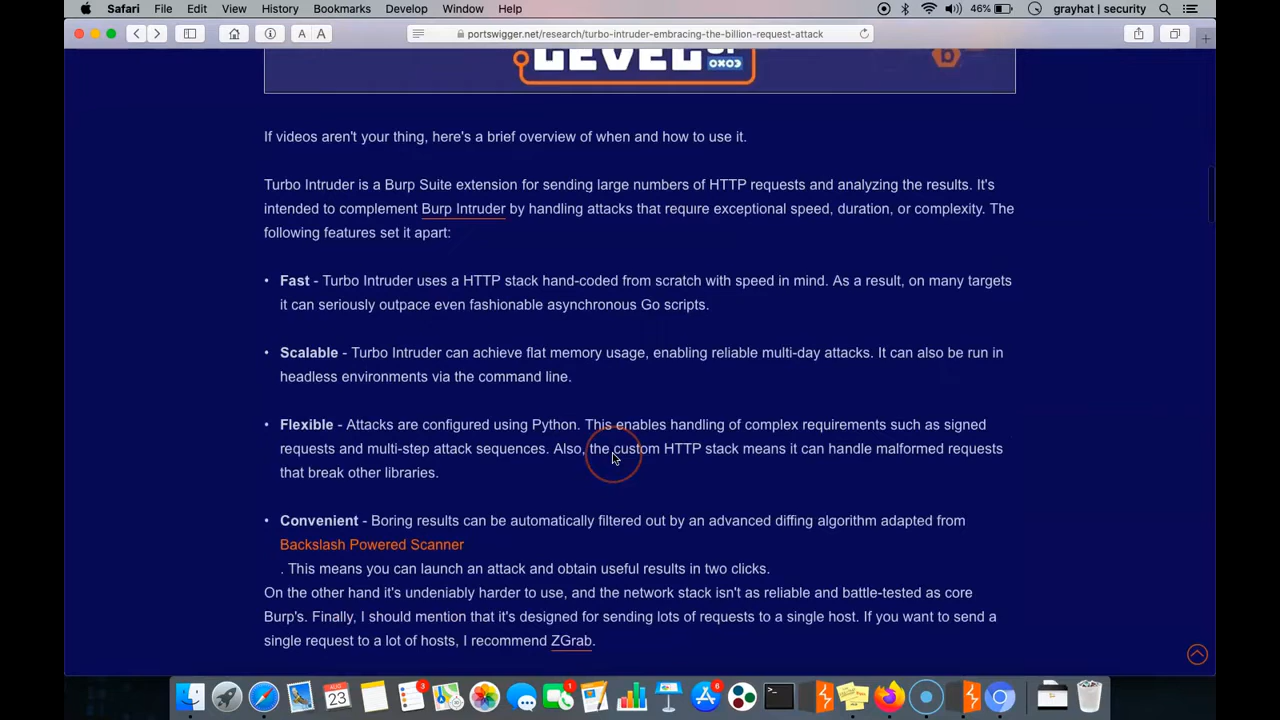 Safari File Edit View History Bookmarks Develop Window Help 46% grayhat | security
A A portswigger.net/research/turbo-intruder-embracing-the-billion-request-attack
LEVEL
0x03
b
If videos aren't your thing, here's a brief overview of when and how to use it.
Turbo Intruder is a Burp Suite extension for sending large numbers of HTTP requests and analyzing the results. It's
intended to complement Burp Intruder by handling attacks that require exceptional speed, duration, or complexity. The
following features set it apart:
• Fast - Turbo Intruder uses a HTTP stack hand-coded from scratch with speed in mind. As a result, on many targets
it can seriously outpace even fashionable asynchronous Go scripts.
• Scalable - Turbo Intruder can achieve flat memory usage, enabling reliable multi-day attacks. It can also be run in
headless environments via the command line.
• Flexible - Attacks are configured using Python. This enables handling of complex requirements such as signed
requests and multi-step attack sequences. Also, the custom HTTP stack means it can handle malformed requests
that break other libraries.
• Convenient - Boring results can be automatically filtered out by an advanced diffing algorithm adapted from
Backslash Powered Scanner
. This means you can launch an attack and obtain useful results in two clicks.
On the other hand it's undeniably harder to use, and the network stack isn't as reliable and battle-tested as core
Burp's. Finally, I should mention that it's designed for sending lots of requests to a single host. If you want to send a
single request to a lot of hosts, I recommend ZGrab.
AUG
23
3
1
6